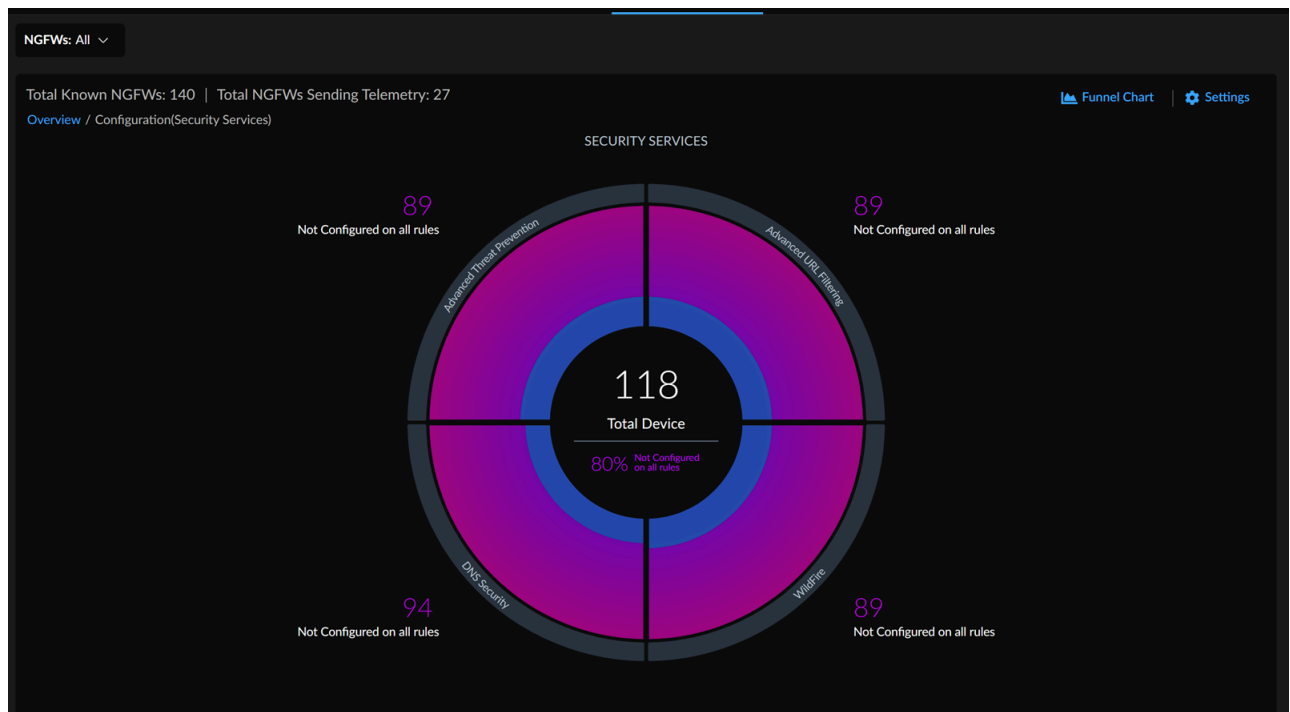 NGFWs: All
Total Known NGFWs: 140 | Total NGFWs Sending Telemetry: 27
Funnel Chart | Settings
Overview / Configuration(Security Services)
SECURITY SERVICES
89
Not Configured on all rules
89
Not Configured on all rules
Advanced Threat Prevention
Advanced URL Filtering
118
Total Device
80% Not Configured
on all rules
DNS Security
WildFire
94
Not Configured on all rules
89
Not Configured on all rules